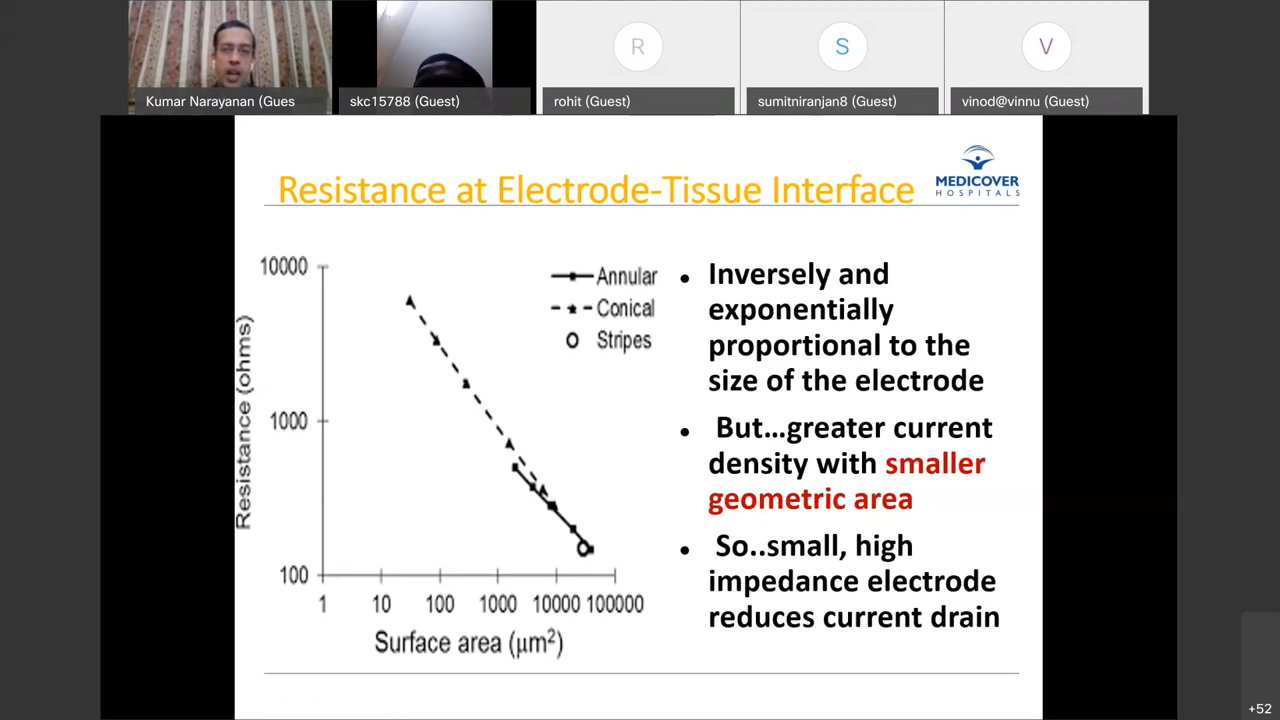 R
S
V
Kumar Narayanan (Gues
skc15788 (Guest)
rohit (Guest)
sumitniranjan8 (Guest)
vinod@vinnu (Guest)
Resistance at Electrode-Tissue Interface
MEDICOVER
HOSPITALS
10000
1000
100
Resistance (ohms)
Annular
Conical
Stripes
1 10 100 1000 10000 100000
Surface area (µm²)
• Inversely and
exponentially
proportional to the
size of the electrode
• But...greater current
density with smaller
geometric area
• So..small, high
impedance electrode
reduces current drain
+52